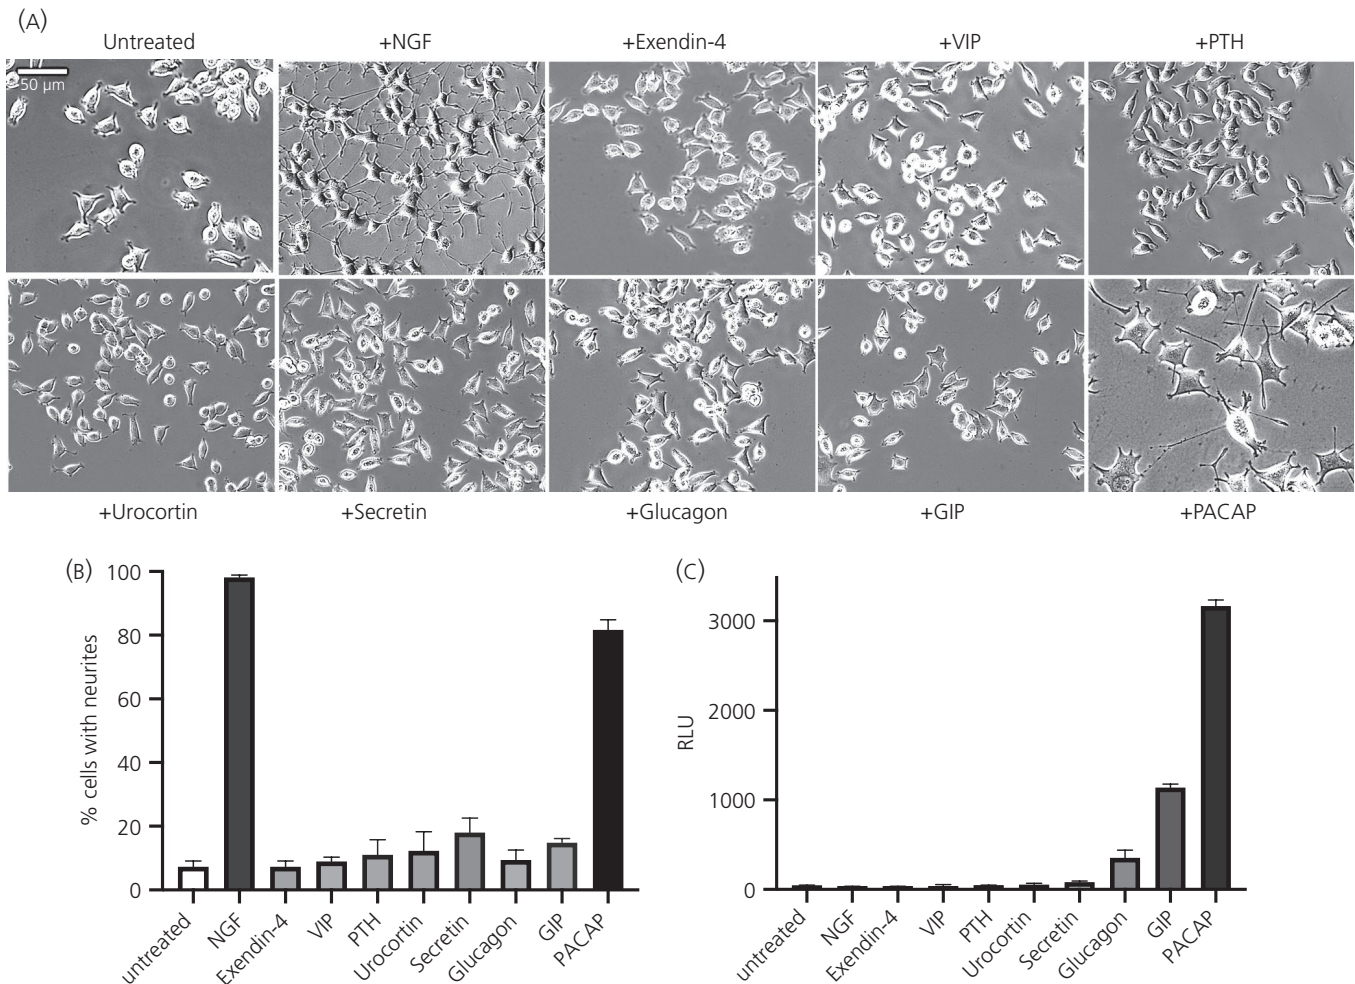 (A)
Untreated +NGF +Exendin-4 +VIP +PTH
50 µm
+Urocortin +Secretin +Glucagon +GIP +PACAP
(B)
100
80
60
40
20
0
% cells with neurites
untreated NGF Exendin-4 VIP PTH Urocortin Secretin Glucagon GIP PACAP
(C)
3000
2000
1000
0
RLU
untreated NGF Exendin-4 VIP PTH Urocortin Secretin Glucagon GIP PACAP